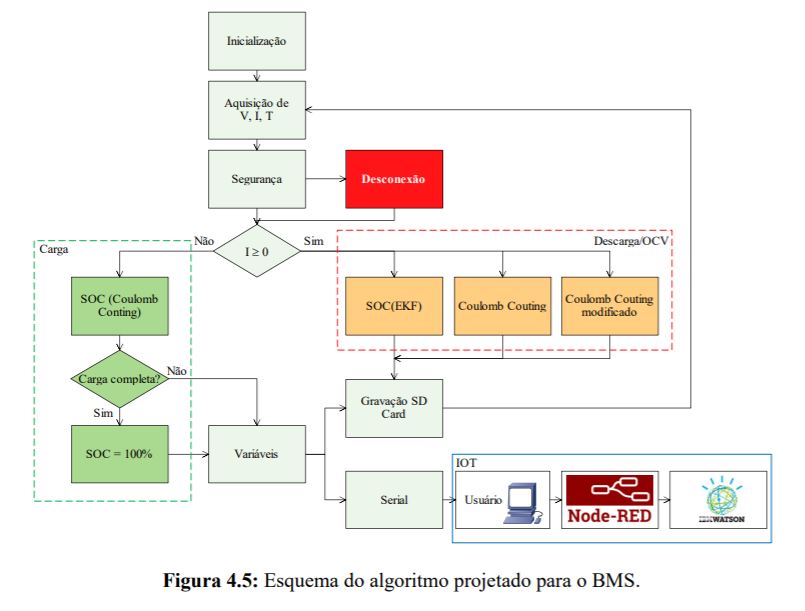 Inicialização
Aquisição de
V, I, T
Segurança
Desconexão
Não
I ≥ 0
Sim
Carga
Descarga/OCV
SOC (Coulomb
Conting)
SOC(EKF)
Coulomb Couting
Coulomb Couting
modificado
Carga completa?
Não
Sim
Gravação SD
Card
SOC = 100%
Variáveis
IOT
Serial
Usuário
Node-RED
IBM WATSON
Figura 4.5: Esquema do algoritmo projetado para o BMS.